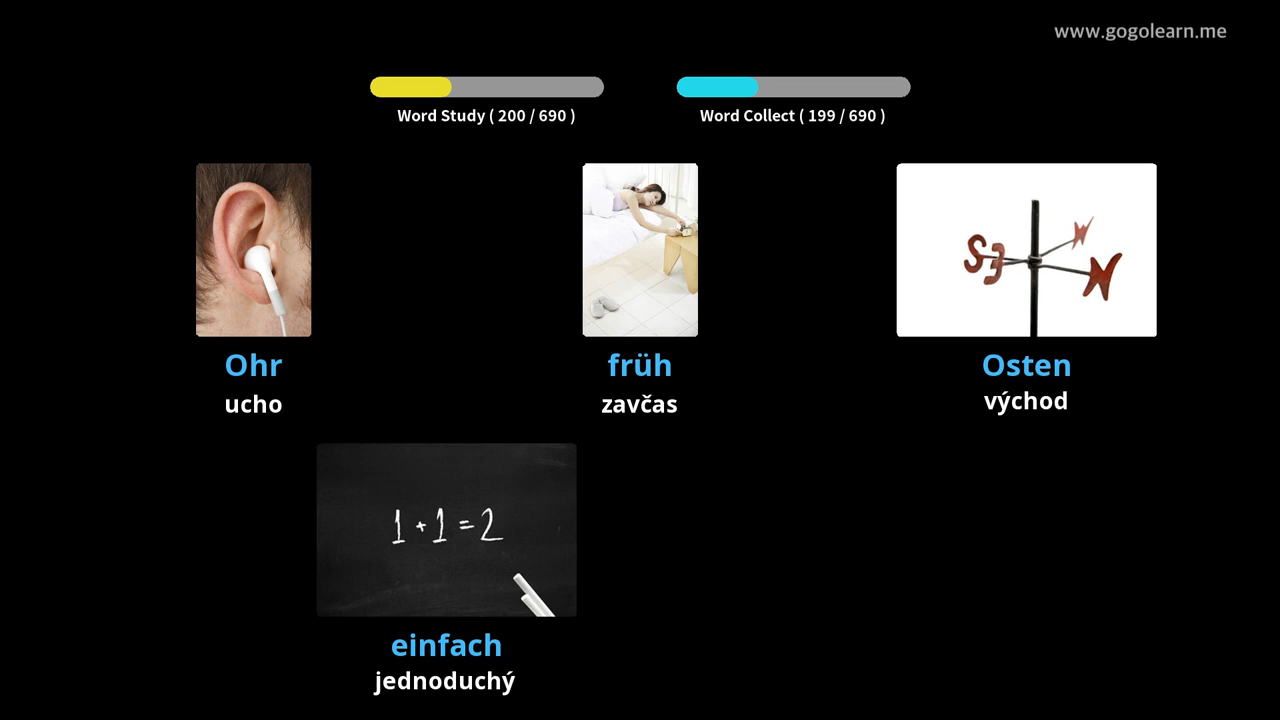 www.gogolearn.me
Word Study ( 200 / 690 )
Word Collect ( 199 / 690 )
S
Ohr
ucho
früh
zavčas
Osten
východ
1 + 1 = 2
einfach
jednoduchý